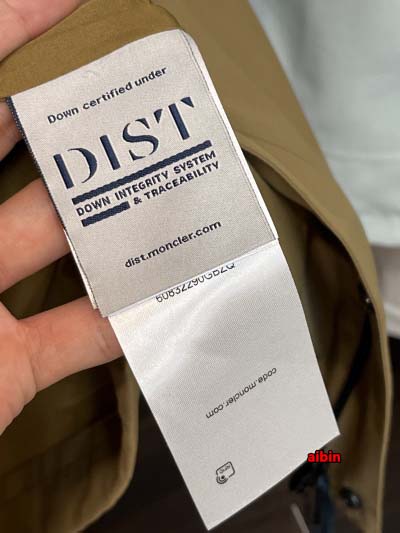 Down certified under
DIST
DOWN INTEGRITY SYSTEM
& TRACEABILITY
dist.moncler.com
code.moncler.com
aibin